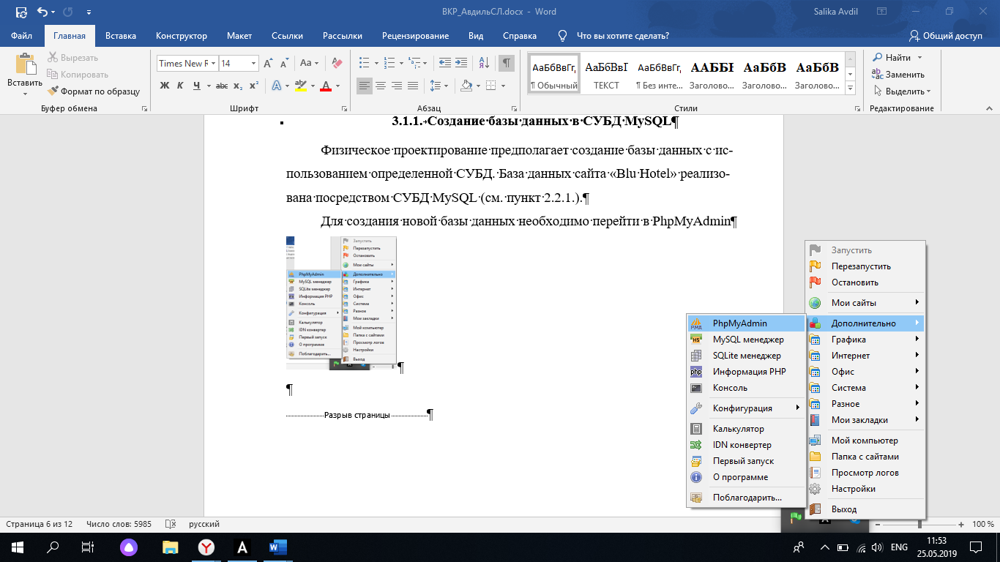 ВКР_АвдильСЛ.docx - Word
Salika Avdil
Файл Главная Вставка Конструктор Макет Ссылки Рассылки Рецензирование Вид Справка Что вы хотите сделать? Общий доступ
Вставить
Вырезать
Копировать
Формат по образцу
Буфер обмена
Times New R 14
Aa
Ж К Ч abc x₂ x²
Шрифт
Абзац
АаБбВвГг, АаБбВвГ АаБбВвГг, ААББІ АаБбВ АаБбВ
¶ Обычный ТЕКСТ ¶ Без инте... Заголово... Заголово... Заголово...
Стили
Найти
Заменить
Выделить
Редактирование
3.1.1. Создание базы данных в СУБД MySQL¶
Физическое проектирование предполагает создание базы данных с ис-
пользованием определенной СУБД. База данных сайта «Blu Hotel» реализо-
вана посредством СУБД MySQL (см. пункт 2.2.1.).¶
Для создания новой базы данных необходимо перейти в PhpMyAdmin¶
Запустить
Перезапустить
Остановить
Мои сайты
PhpMyAdmin
MySQL менеджер
SQLite менеджер
Информация PHP
Консоль
Конфигурация
Калькулятор
IDN конвертер
Первый запуск
О программе
Поблагодарить...
Дополнительно
Графика
Интернет
Офис
Система
Разное
Мои закладки
Мой компьютер
Папка с сайтами
Просмотр логов
Настройки
Выход
¶
¶
Разрыв страницы¶
Запустить
Перезапустить
Остановить
Мои сайты
Дополнительно
Графика
Интернет
Офис
Система
Разное
Мои закладки
Мой компьютер
Папка с сайтами
Просмотр логов
Настройки
Выход
PhpMyAdmin
MySQL менеджер
SQLite менеджер
Информация PHP
Консоль
Конфигурация
Калькулятор
IDN конвертер
Первый запуск
О программе
Поблагодарить...
Страница 6 из 12 Число слов: 5985 русский 100 %
ENG
11:53
25.05.2019